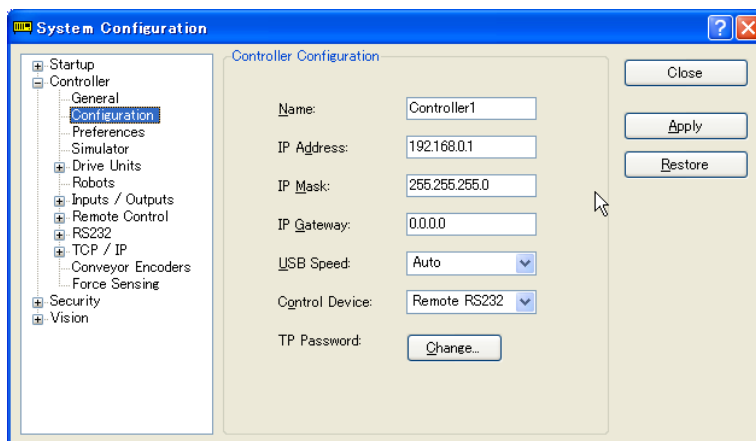 System Configuration
Startup
Controller
General
Configuration
Preferences
Simulator
Drive Units
Robots
Inputs / Outputs
Remote Control
RS232
TCP / IP
Conveyor Encoders
Force Sensing
Security
Vision
Controller Configuration
Name: Controller1
IP Address: 192.168.0.1
IP Mask: 255.255.255.0
IP Gateway: 0.0.0.0
USB Speed: Auto
Control Device: Remote RS232
TP Password: Change...
Close
Apply
Restore